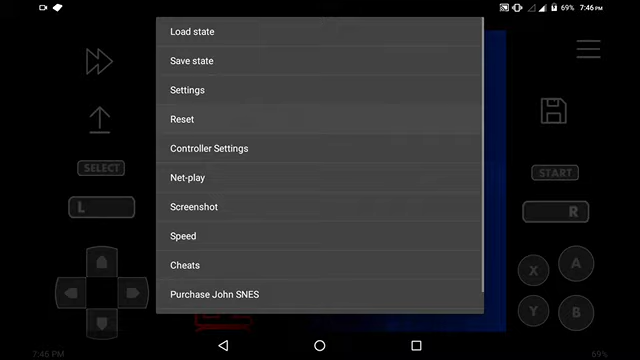 69% 7:46 PM
Load state
Save state
Settings
Reset
SELECT
Controller Settings
START
Net-play
L
Screenshot
R
Speed
Cheats
X
A
Purchase John SNES
Y
B
7:46 PM
69%